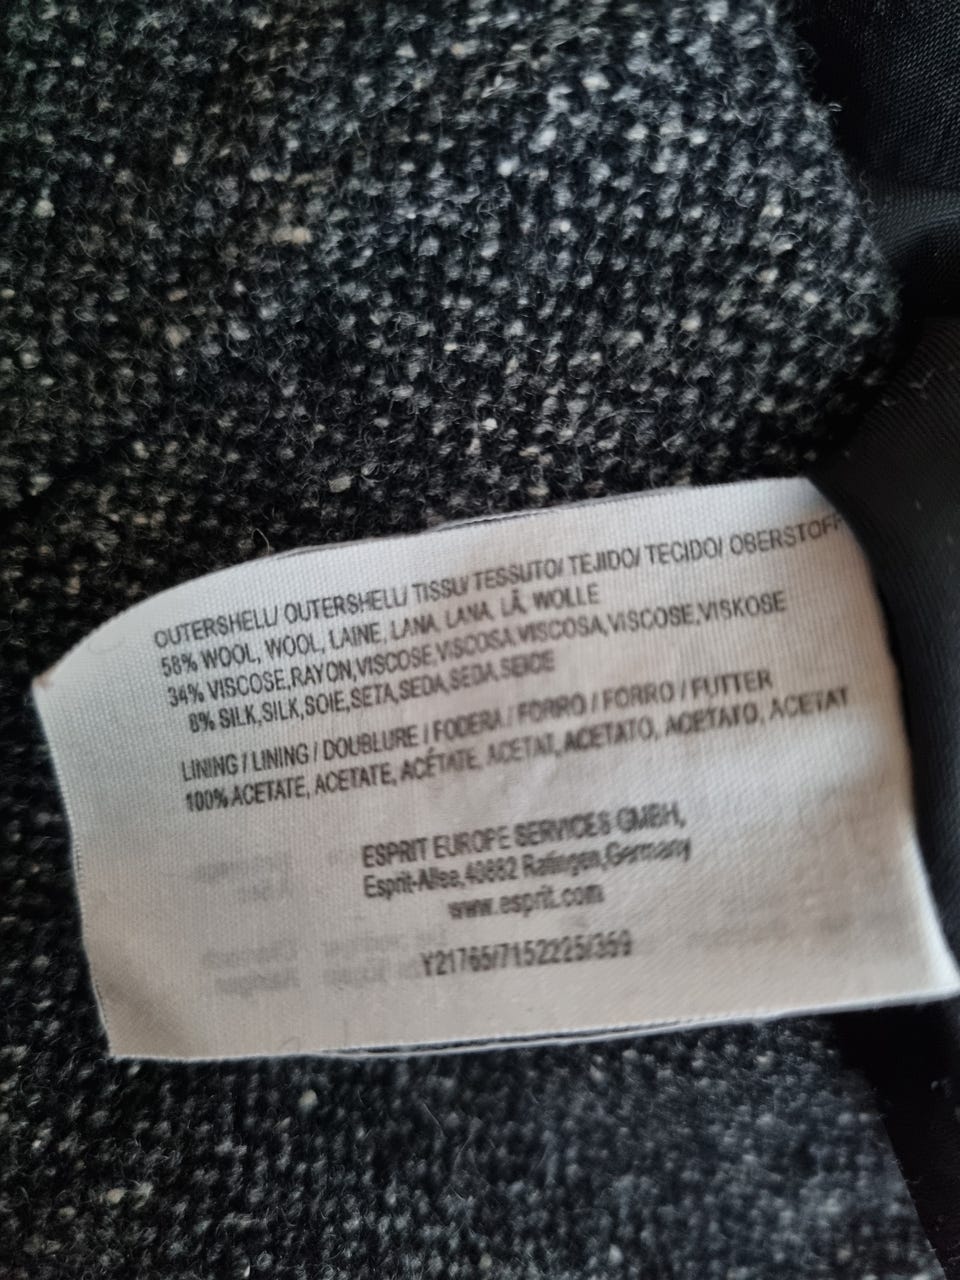 OUTERSHELL/ OUTERSHELL/ TISSU/ TESSUTO/ TEJIDO/ TECIDO/ OBERSTOFF
58% WOOL, WOOL, LAINE, LANA, LANA, LÃ, WOLLE
34% VISCOSE,RAYON,VISCOSE,VISCOSA,VISCOSA,VISCOSE,VISKOSE
8% SILK,SILK,SOIE,SETA,SEDA,SEDA,SEIDE
LINING / LINING / DOUBLURE / FODERA / FORRO / FORRO / FUTTER
100% ACETATE, ACETATE, ACÉTATE, ACETAT, ACETATO, ACETATO, ACETAT
ESPRIT EUROPE SERVICES GMBH,
Esprit-Allee,40882 Ratingen,Germany
www.esprit.com
Y21765/7152225/359